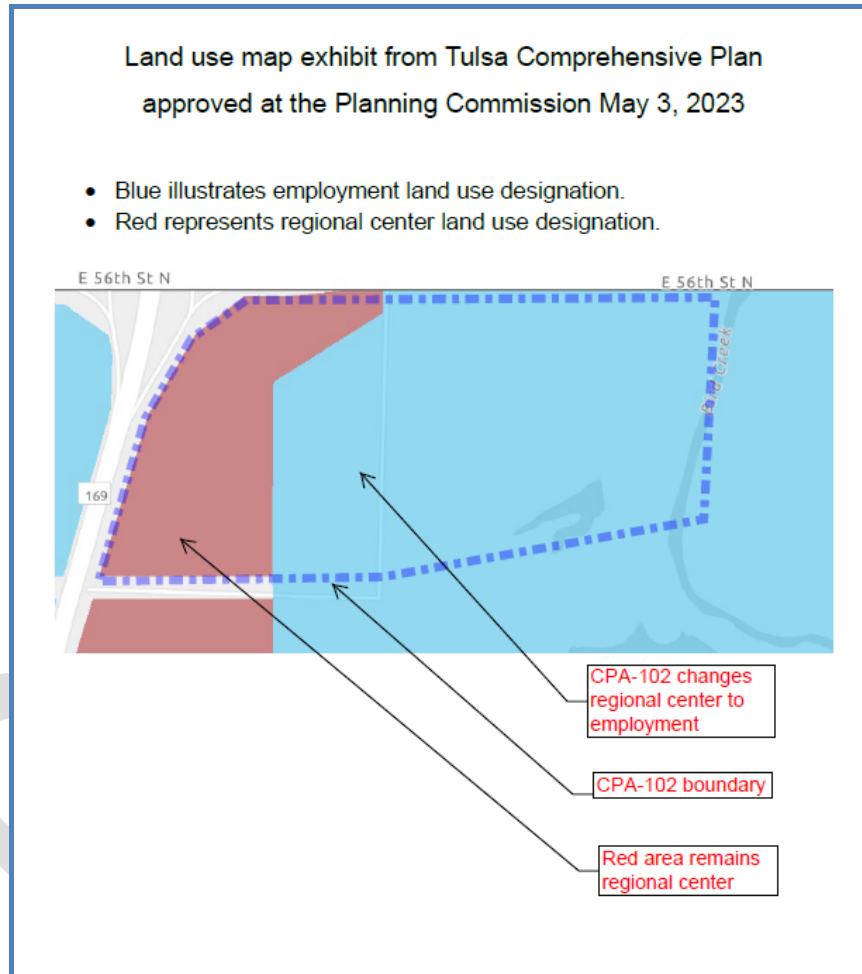 Land use map exhibit from Tulsa Comprehensive Plan
approved at the Planning Commission May 3, 2023
• Blue illustrates employment land use designation.
• Red represents regional center land use designation.
E 56th St N
E 56th St N
Bird Creek
169
CPA-102 changes
regional center to
employment
CPA-102 boundary
Red area remains
regional center